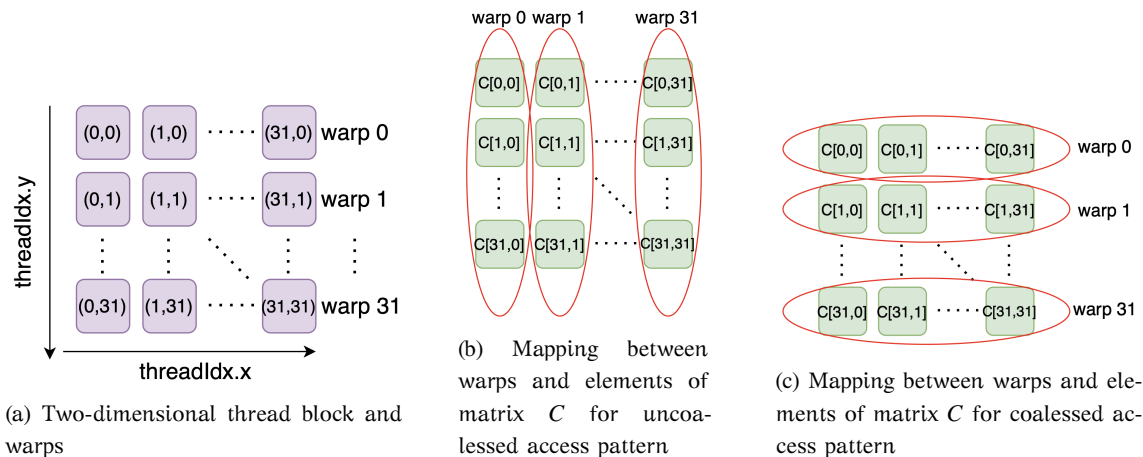 threadIdx.y
(0,0) (1,0) (31,0) warp 0
(0,1) (1,1) (31,1) warp 1
(0,31) (1,31) (31,31) warp 31
threadIdx.x
(a) Two-dimensional thread block and
warps
warp 0 warp 1 warp 31
C[0,0] C[0,1] C[0,31]
C[1,0] C[1,1] C[1,31]
C[31,0] C[31,1] C[31,31]
(b) Mapping between
warps and elements of
matrix C for uncoa-
lessed access pattern
C[0,0] C[0,1] C[0,31] warp 0
C[1,0] C[1,1] C[1,31] warp 1
C[31,0] C[31,1] C[31,31] warp 31
(c) Mapping between warps and ele-
ments of matrix C for coalessed ac-
cess pattern